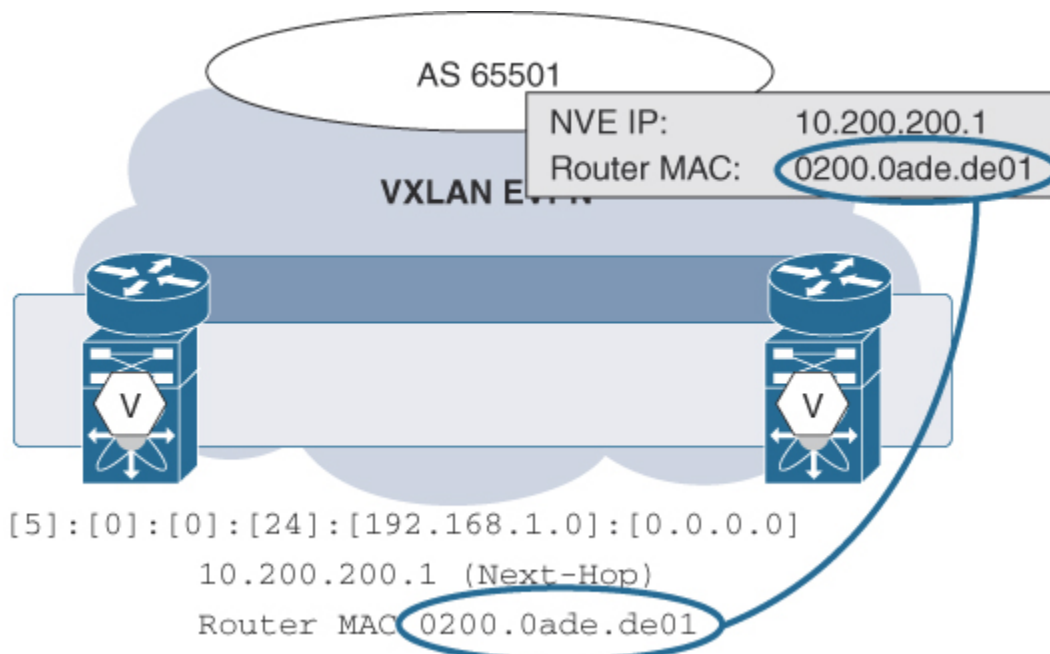 AS 65501
NVE IP: 10.200.200.1
Router MAC: 0200.0ade.de01
VXLAN EVPN
V
V
[5]:[0]:[0]:[24]:[192.168.1.0]:[0.0.0.0]
10.200.200.1 (Next-Hop)
Router MAC 0200.0ade.de01